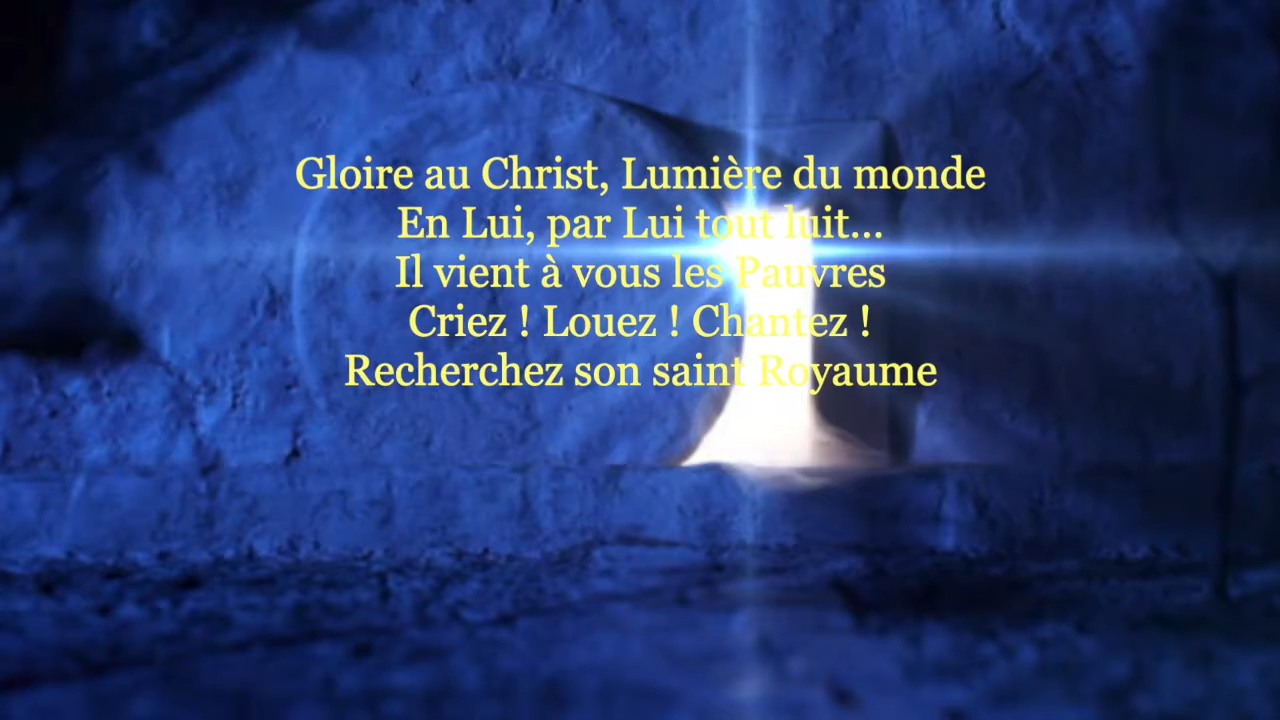 Gloire au Christ, Lumière du monde
En Lui, par Lui tout luit...
Il vient à vous les Pauvres
Criez ! Louez ! Chantez !
Recherchez son saint Royaume